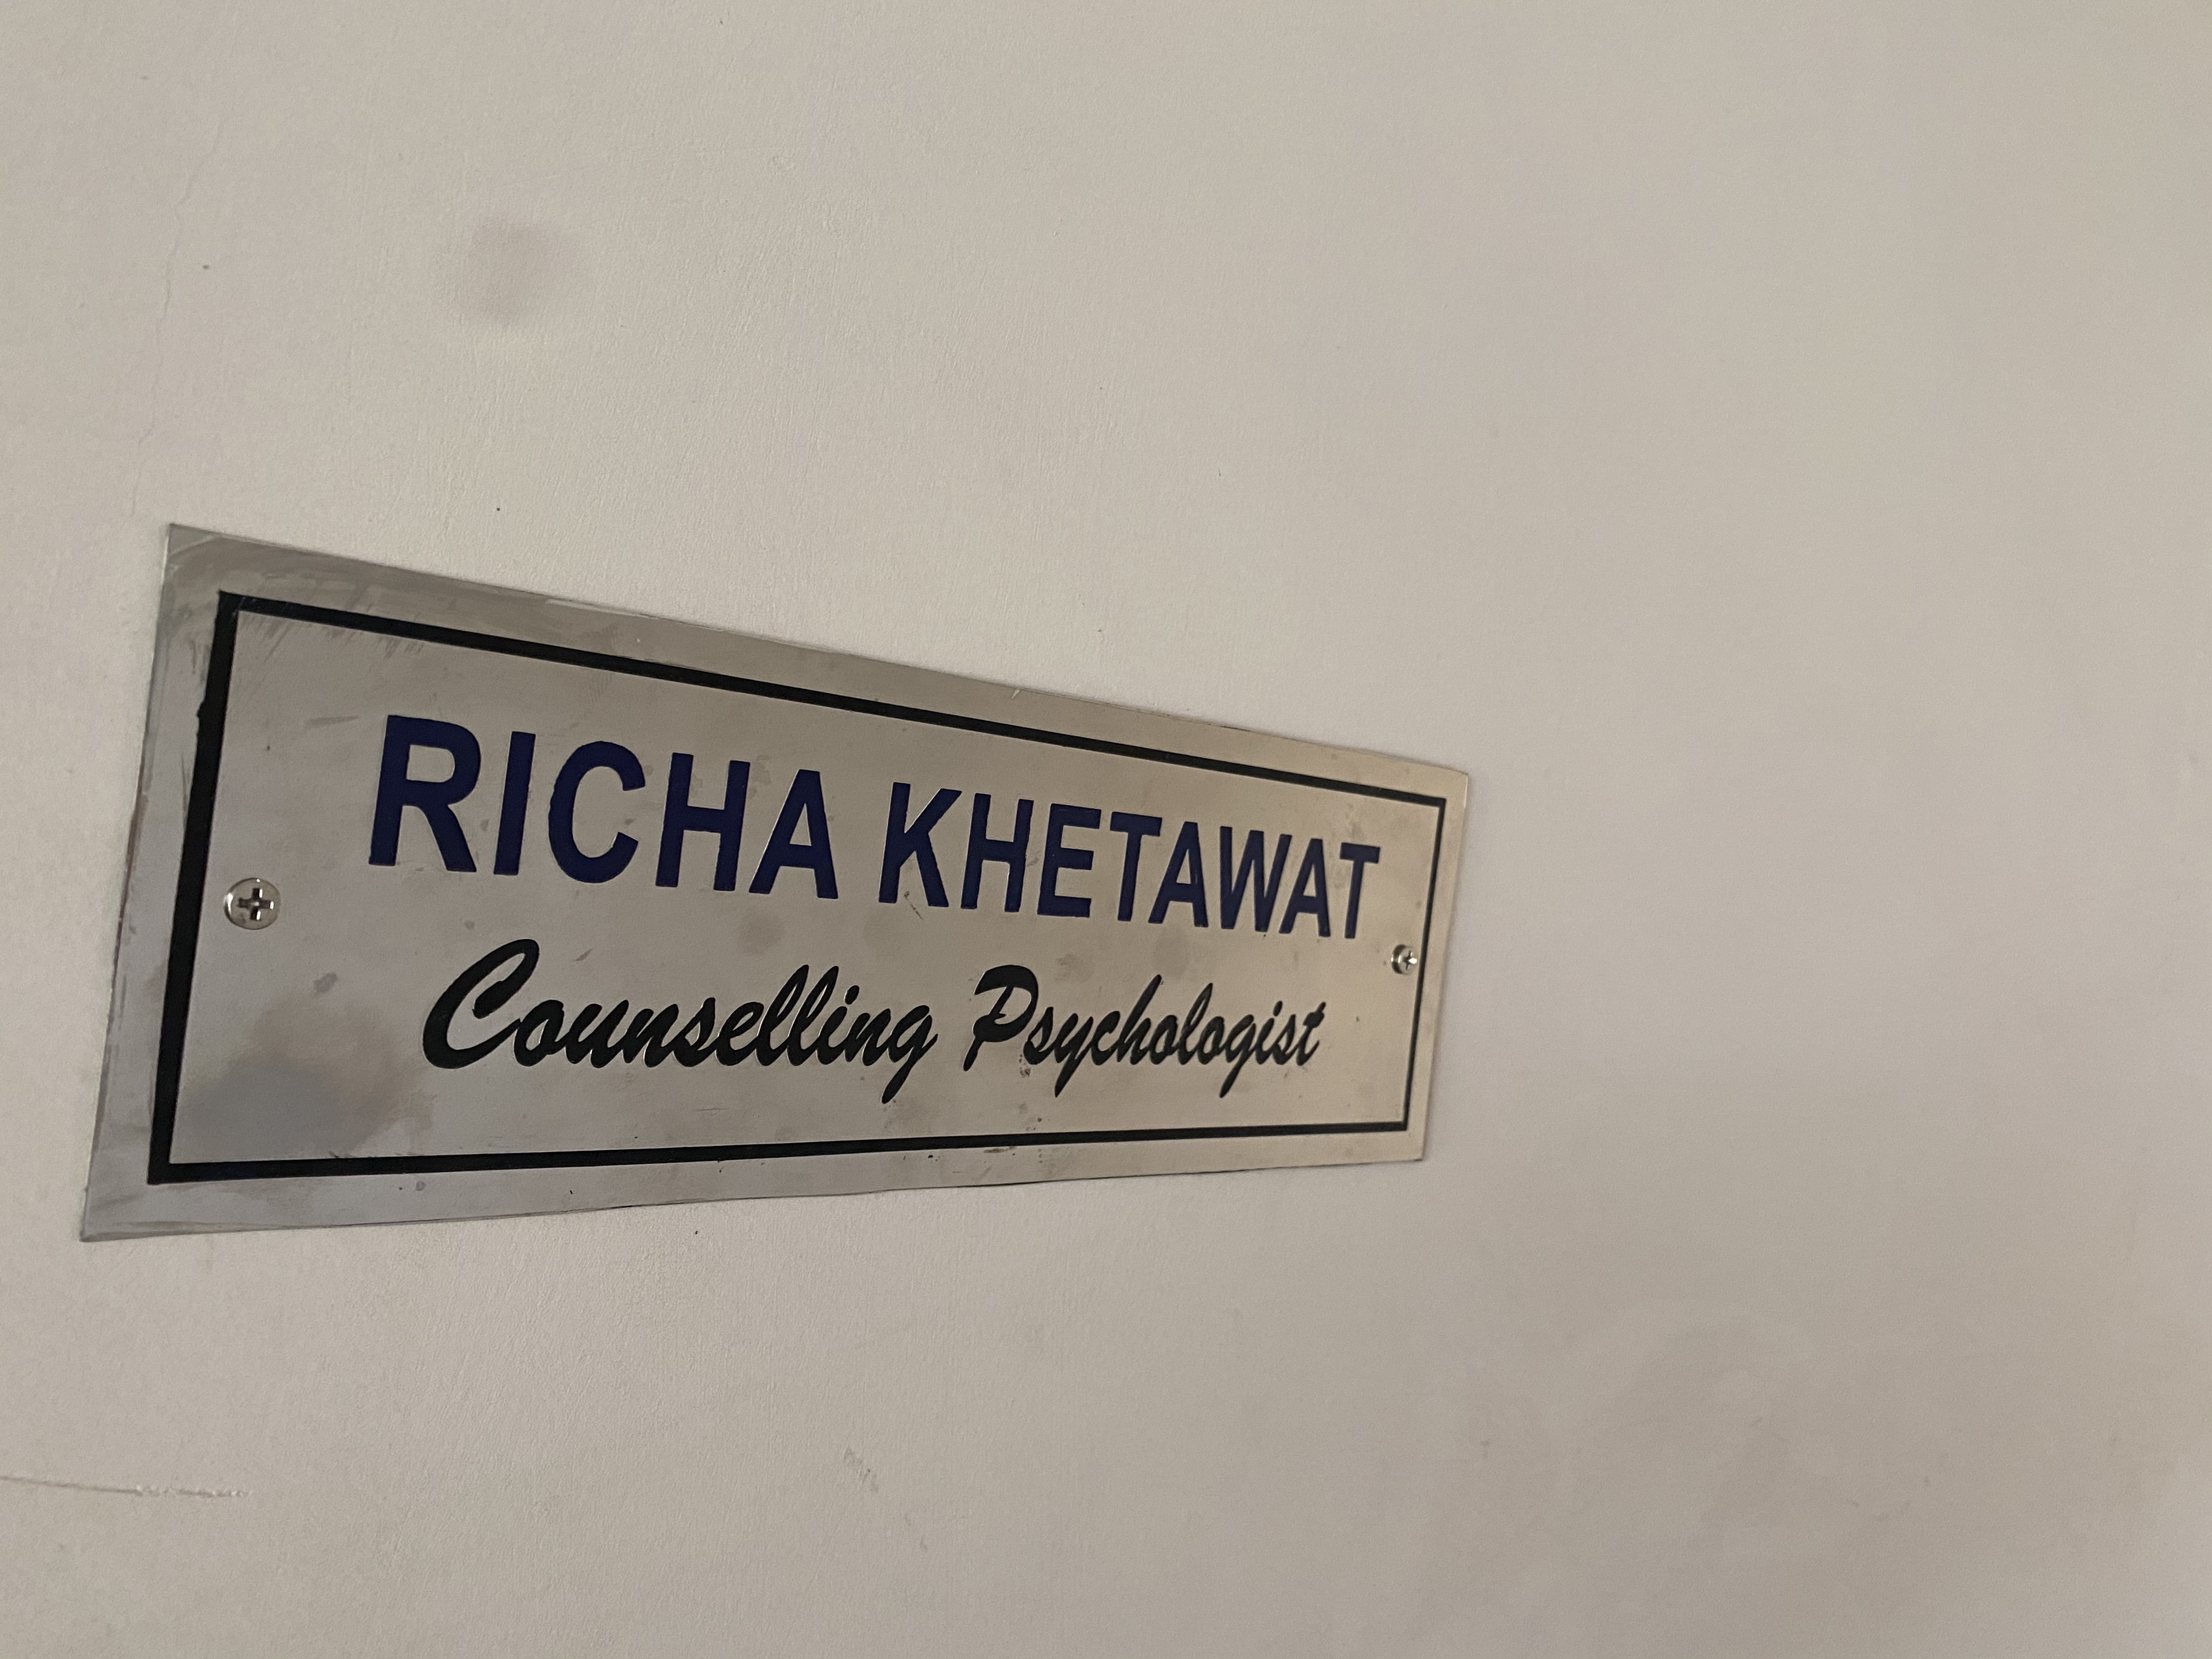 RICHA KHETAWAT
Counselling Psychologist